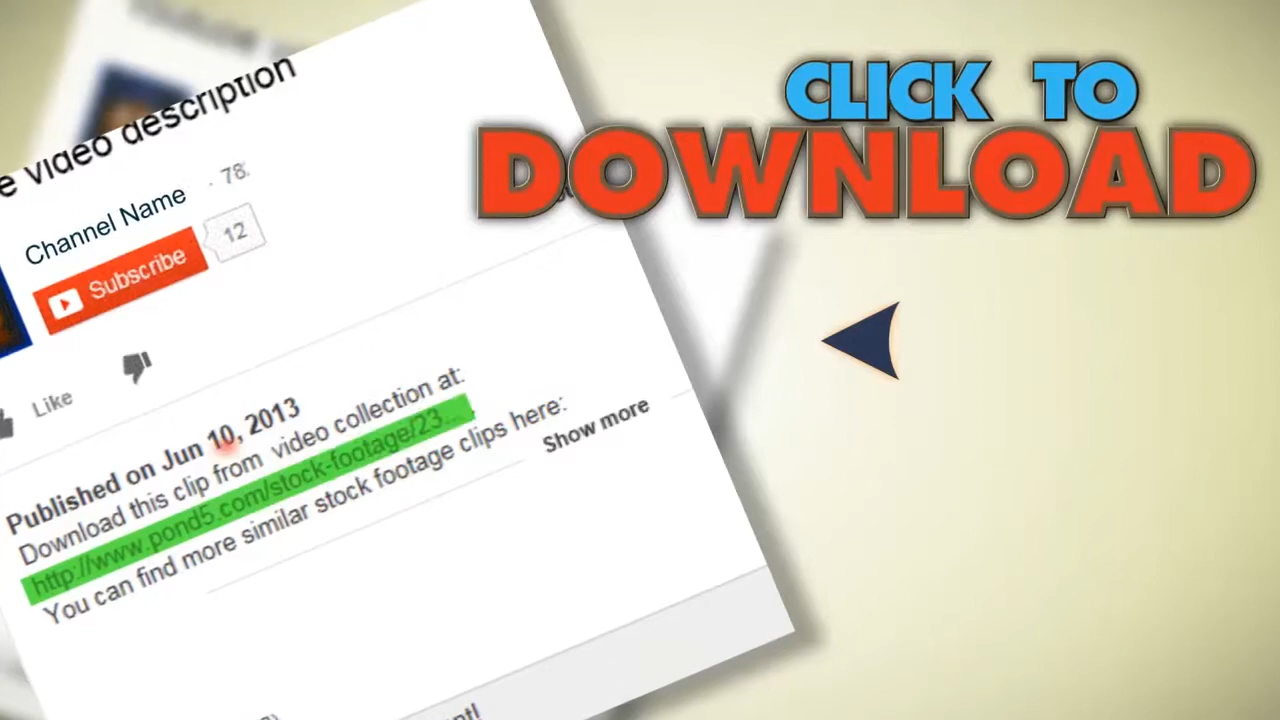 CLICK TO
DOWNLOAD
e video description
Channel Name
78
Subscribe
12
Like
Published on Jun 10, 2013
Download this clip from video collection at:
http://www.pond5.com/stock-footage/23...
You can find more similar stock footage clips here:
Show more